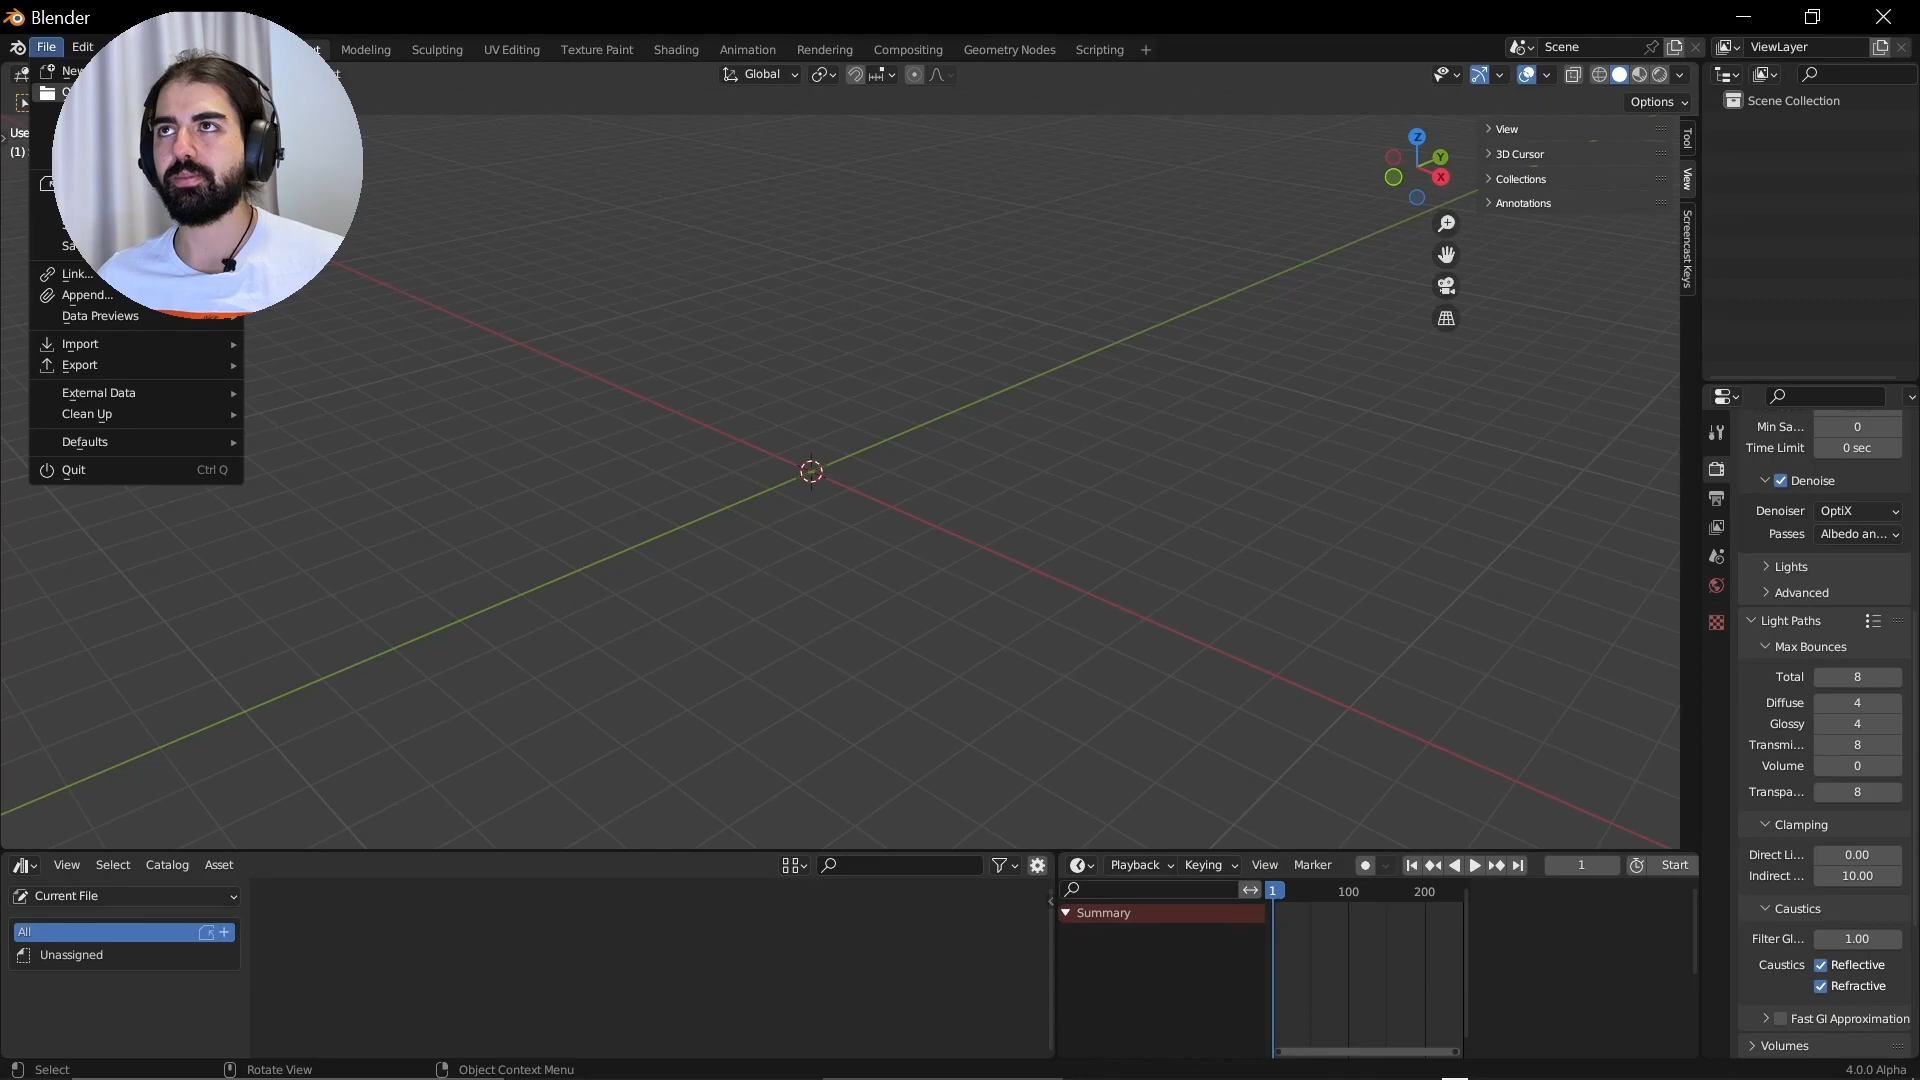 Blender
File Edit Modeling Sculpting UV Editing Texture Paint Shading Animation Rendering Compositing Geometry Nodes Scripting + Scene ViewLayer
Global
Options
Use
(1)
Link...
Append...
Data Previews
Import
Export
External Data
Clean Up
Defaults
Quit Ctrl Q
Z
Y
X
View
3D Cursor
Collections
Annotations
Tool
View
Screencast Keys
Scene Collection
Min Sa... 0
Time Limit 0 sec
Denoise
Denoiser OptiX
Passes Albedo an...
Lights
Advanced
Light Paths
Max Bounces
Total 8
Diffuse 4
Glossy 4
Transmi... 8
Volume 0
Transpa... 8
Clamping
Direct Li... 0.00
Indirect ... 10.00
Caustics
Filter Gl... 1.00
Caustics Reflective
Refractive
Fast GI Approximation
Volumes
View Select Catalog Asset
Current File
All
Unassigned
Playback Keying View Marker 1 Start
1 100 200
Summary
Select Rotate View Object Context Menu 4.0.0 Alpha